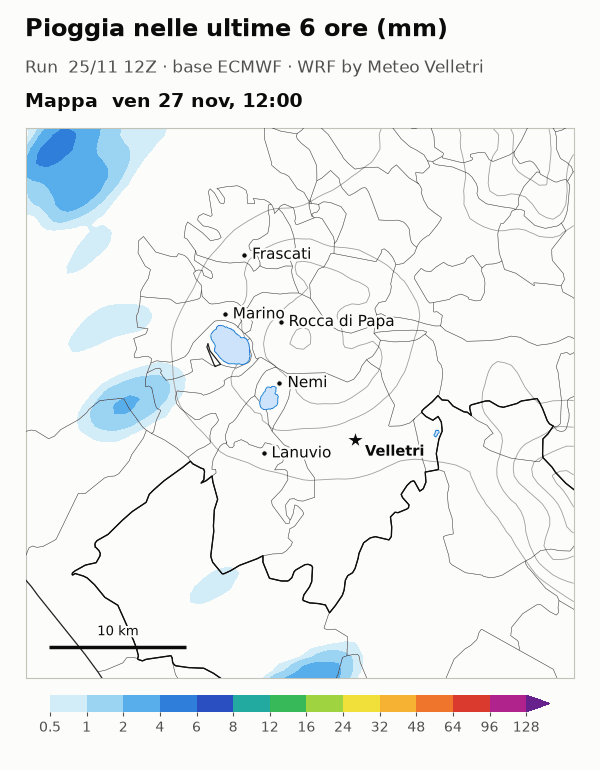 Pioggia nelle ultime 6 ore (mm)
Run  25/11 12Z · base ECMWF · WRF by Meteo Velletri
Mappa  ven 27 nov, 12:00
Frascati
Marino
Rocca di Papa
Nemi
Lanuvio
Velletri
10 km
0.5 1 2 4 6 8 12 16 24 32 48 64 96 128